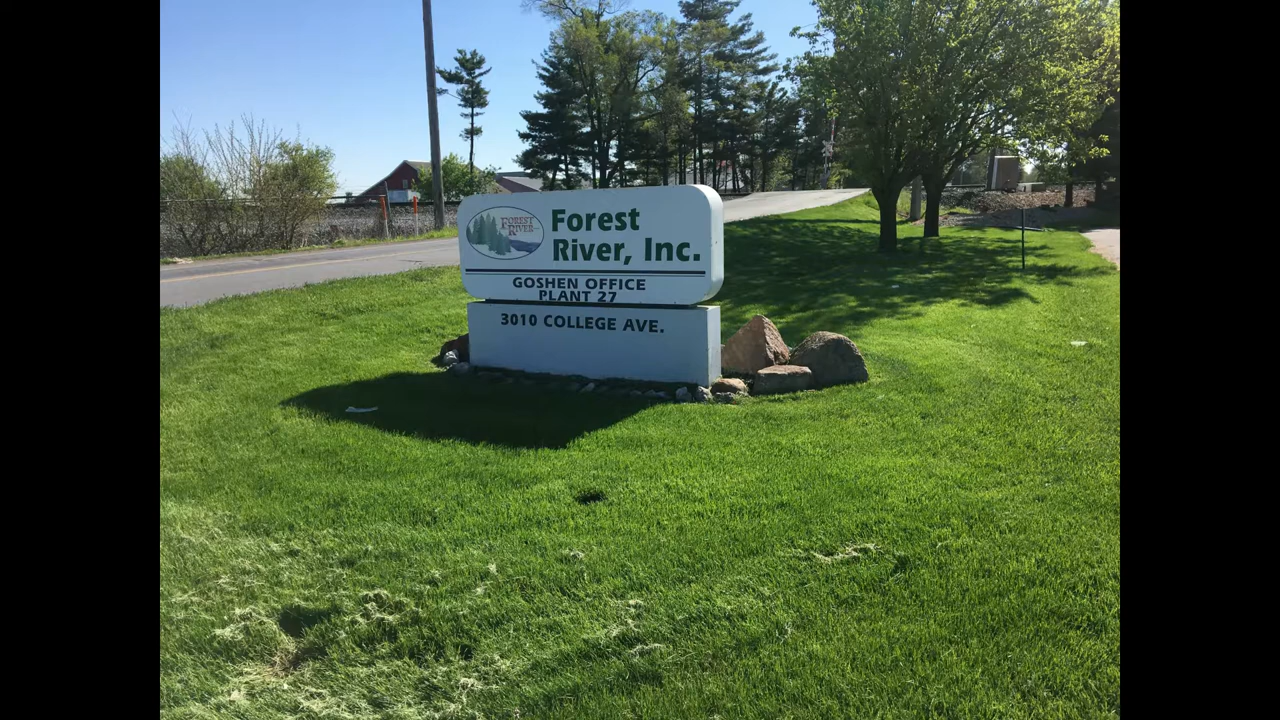 FOREST
RIVER
Forest
River, Inc.
GOSHEN OFFICE
PLANT 27
3010 COLLEGE AVE.